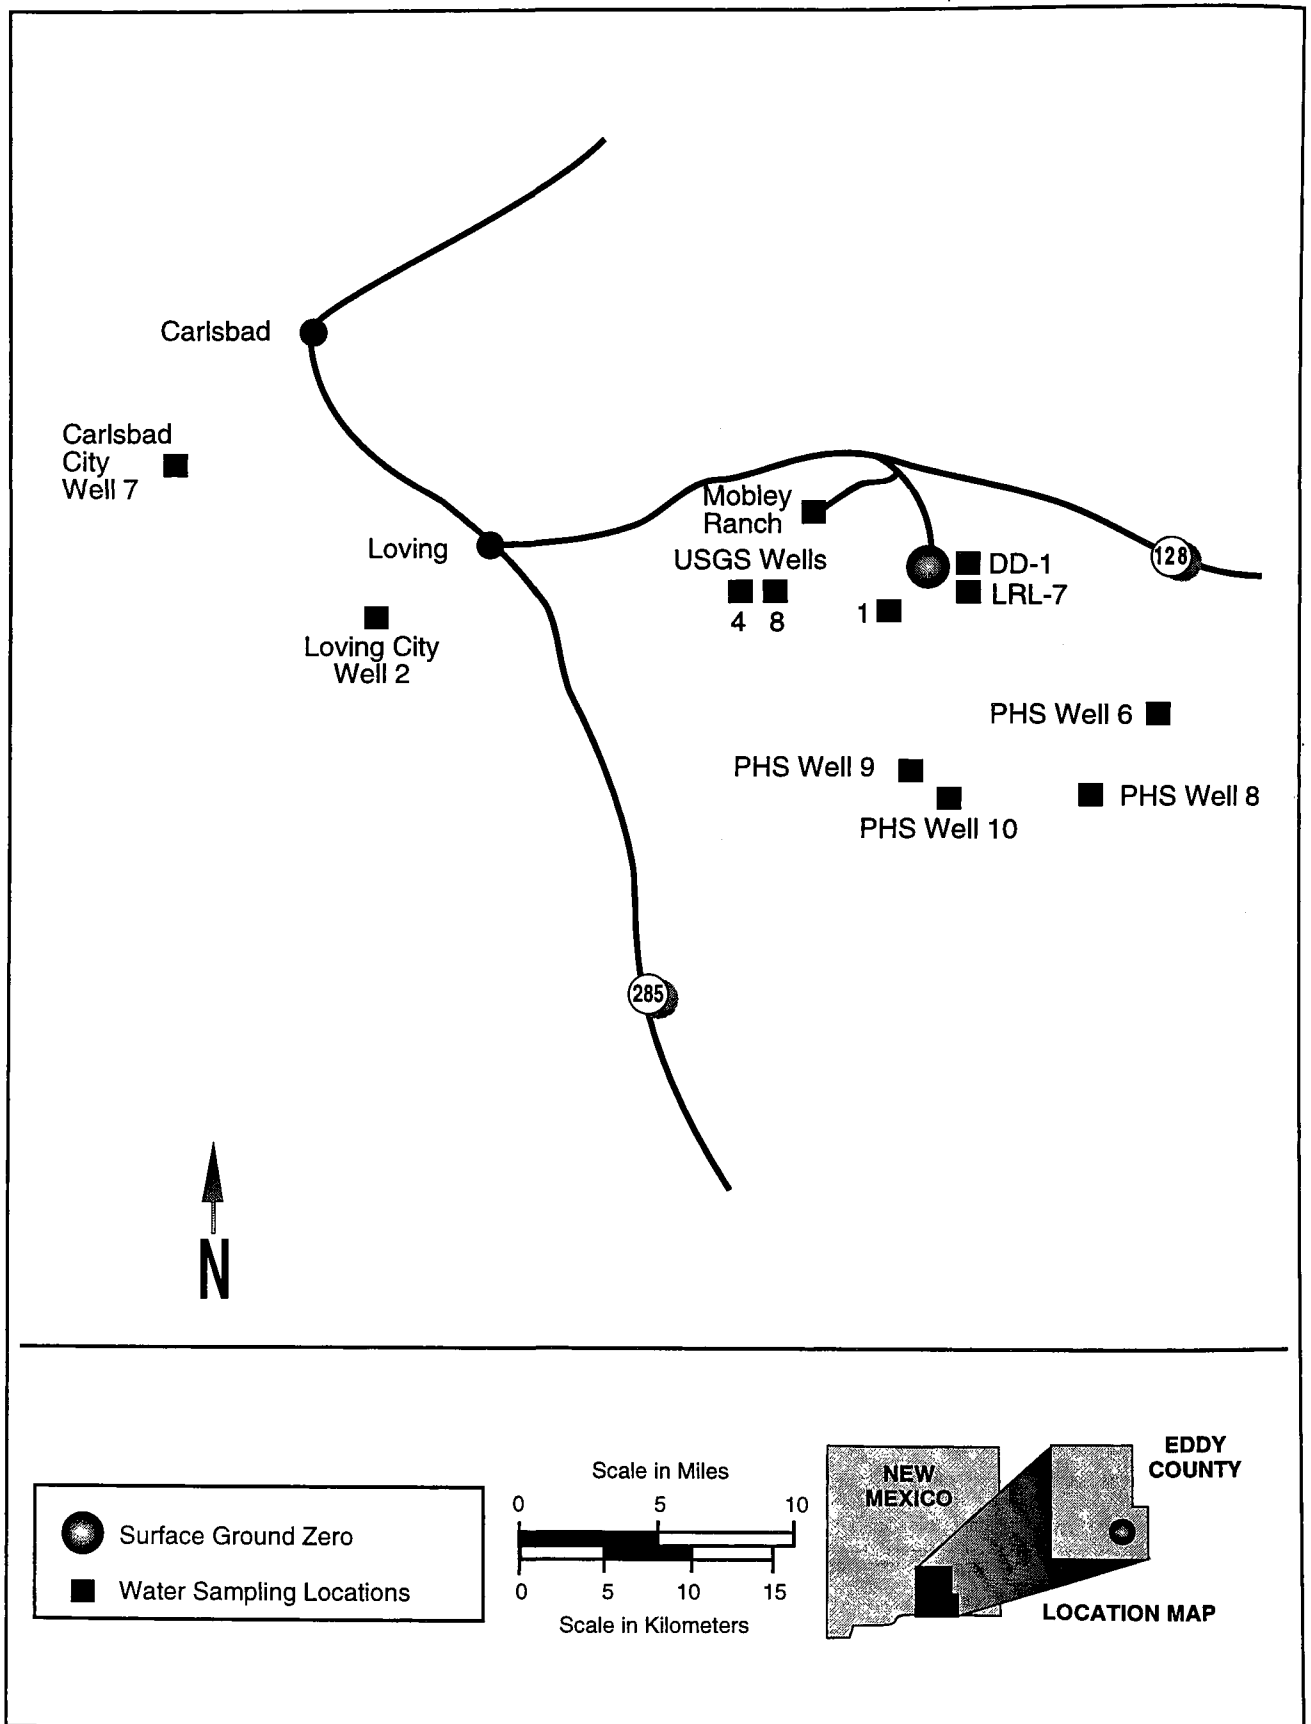 Carlsbad
Carlsbad
City
Well 7
Mobley
Ranch
Loving
USGS Wells
DD-1
128
LRL-7
4 8
1
Loving City
Well 2
PHS Well 6
PHS Well 9
PHS Well 8
PHS Well 10
285
N
Surface Ground Zero
Water Sampling Locations
Scale in Miles
0 5 10
0 5 10 15
Scale in Kilometers
NEW
MEXICO
EDDY
COUNTY
LOCATION MAP